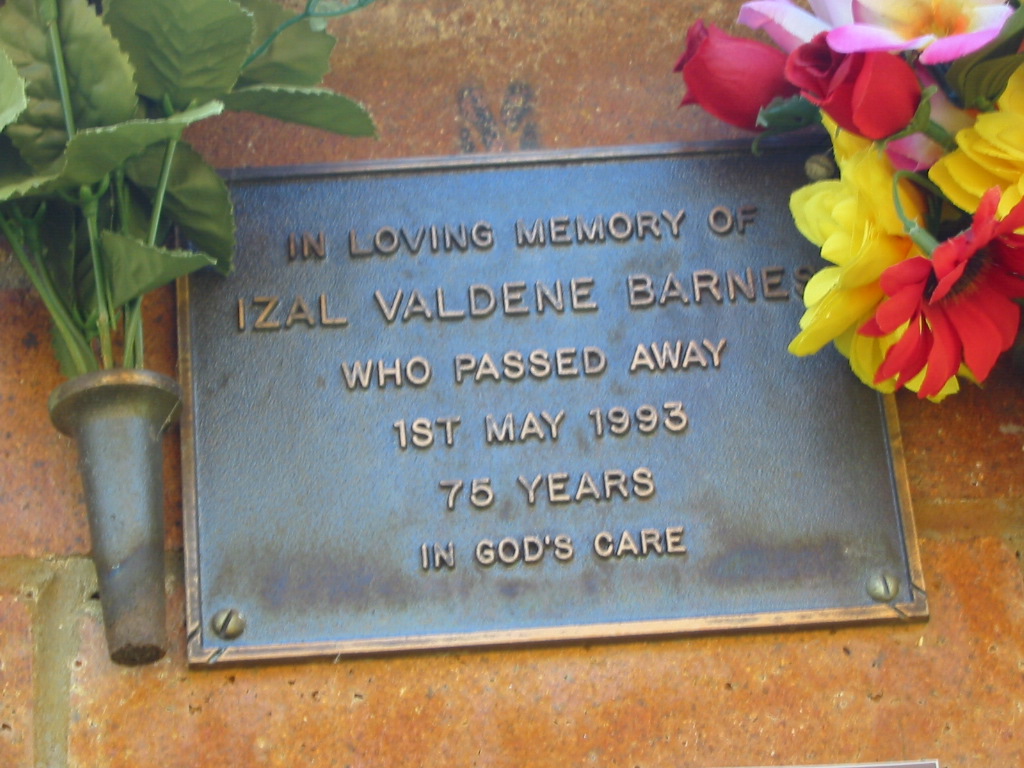 M
IN LOVING MEMORY OF
IZAL VALDENE BARNES
WHO PASSED AWAY
1ST MAY 1993
75 YEARS
IN GOD'S CARE